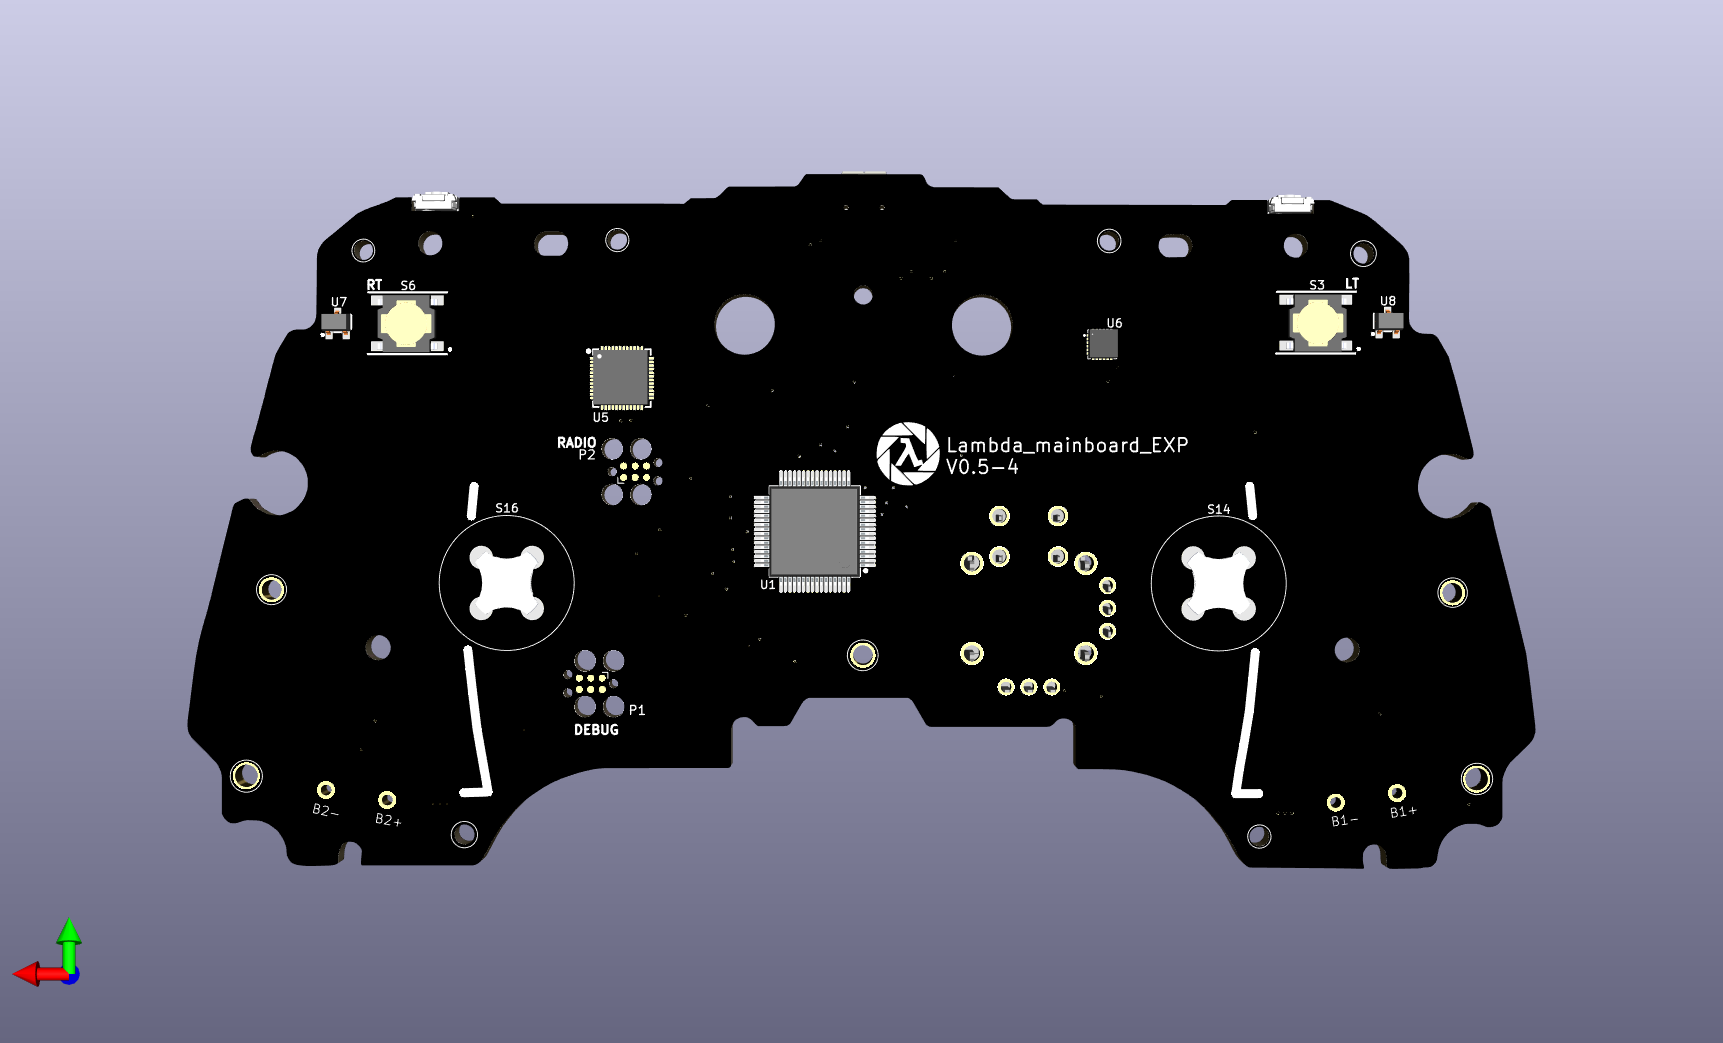 RT
S6
U7
S3
LT
U8
U6
U5
RADIO
P2
λ
Lambda_mainboard_EXP
V0.5-4
S16
S14
U1
P1
DEBUG
B2-
B2+
B1-
B1+